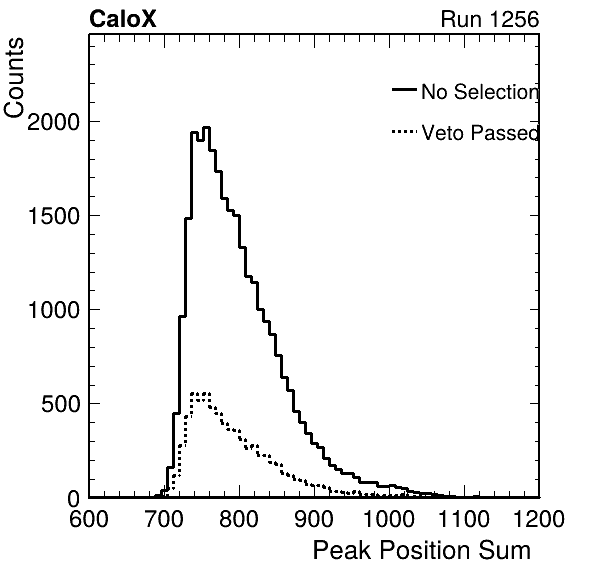 CaloX Run 1256
Counts
No Selection
Veto Passed
2000
1500
1000
500
0
600 700 800 900 1000 1100 1200
Peak Position Sum